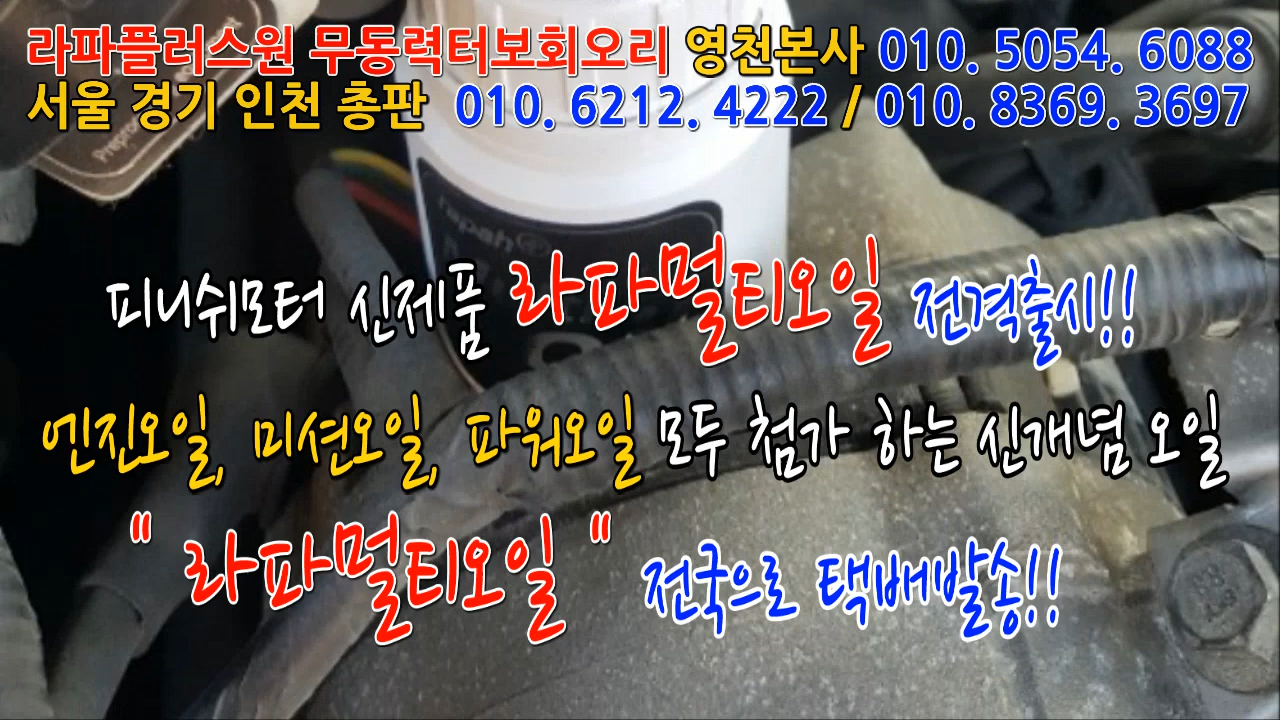 라파플러스원 무동력터보회오리 영천본사 010. 5054. 6088
서울 경기 인천 총판 010. 6212. 4222 / 010. 8369. 3697
rapah
피니쉬모터 신제품 라파멀티오일 전격출시!!
엔진오일, 미션오일, 파워오일 모두 첨가 하는 신개념 오일
" 라파멀티오일 " 전국으로 택배발송!!